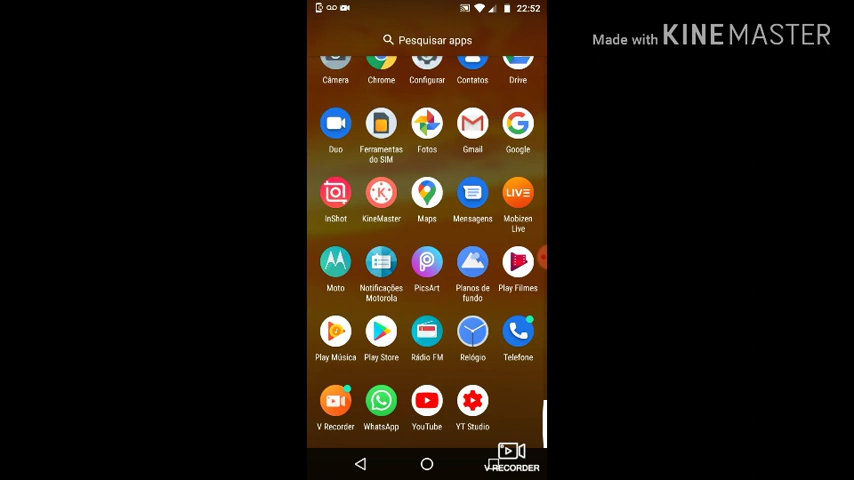 22:52
Pesquisar apps
Made with KINEMASTER
Câmera Chrome Configurar Contatos Drive
Duo Ferramentas do SIM Fotos Gmail Google
LIVE
InShot KineMaster Maps Mensagens Mobizen Live
Moto Notificações Motorola PicsArt Planos de fundo Play Filmes
Play Música Play Store Rádio FM Relógio Telefone
V Recorder WhatsApp YouTube YT Studio
V RECORDER